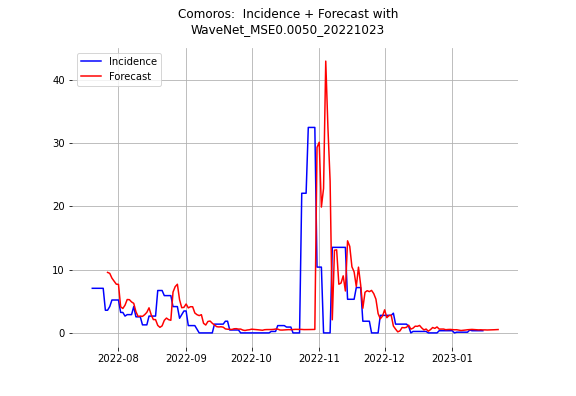 Comoros:  Incidence + Forecast with
WaveNet_MSE0.0050_20221023
Incidence
Forecast
40
30
20
10
0
2022-08
2022-09
2022-10
2022-11
2022-12
2023-01